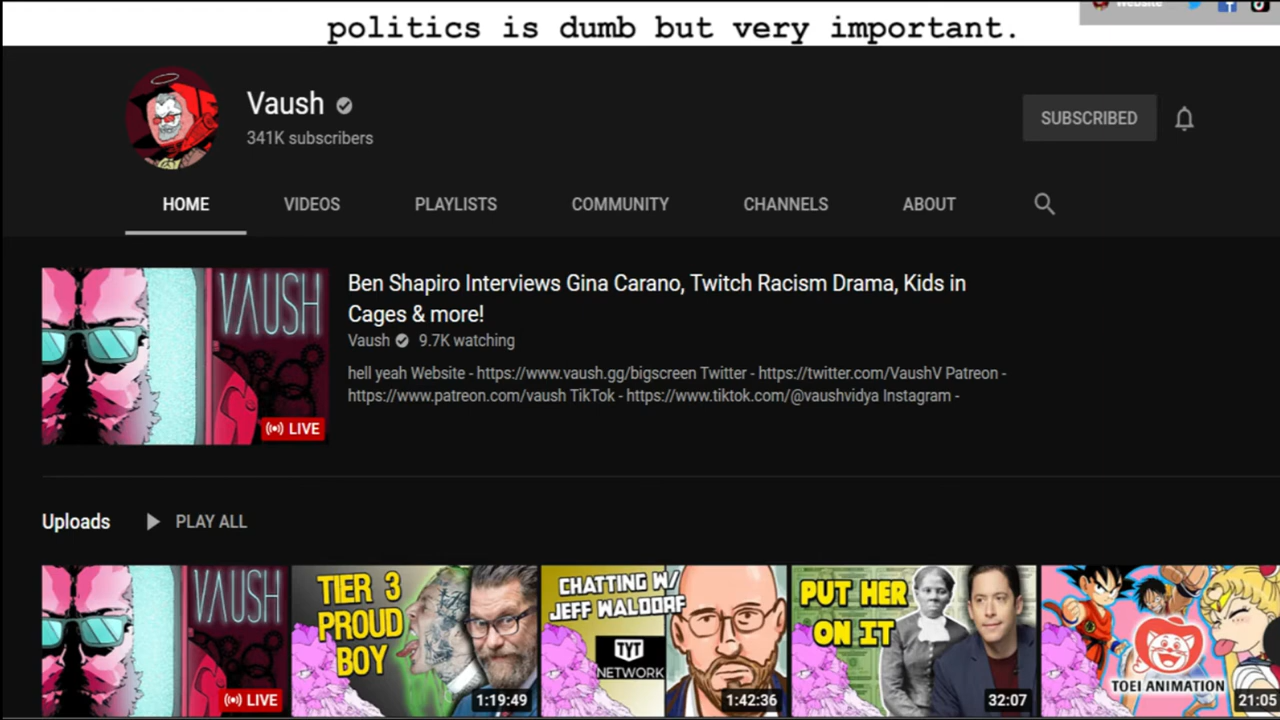 Website
politics is dumb but very important.
Vaush
341K subscribers
SUBSCRIBED
HOME VIDEOS PLAYLISTS COMMUNITY CHANNELS ABOUT
VAUSH
LIVE
Ben Shapiro Interviews Gina Carano, Twitch Racism Drama, Kids in
Cages & more!
Vaush 9.7K watching
hell yeah Website - https://www.vaush.gg/bigscreen Twitter - https://twitter.com/VaushV Patreon -
https://www.patreon.com/vaush TikTok - https://www.tiktok.com/@vaushvidya Instagram -
Uploads PLAY ALL
VAUSH
LIVE
TIER 3
PROUD
BOY
1:19:49
CHATTING W/
JEFF WALDORF
TYT
NETWORK
1:42:36
PUT HER
ON IT
32:07
TOEI ANIMATION
21:05